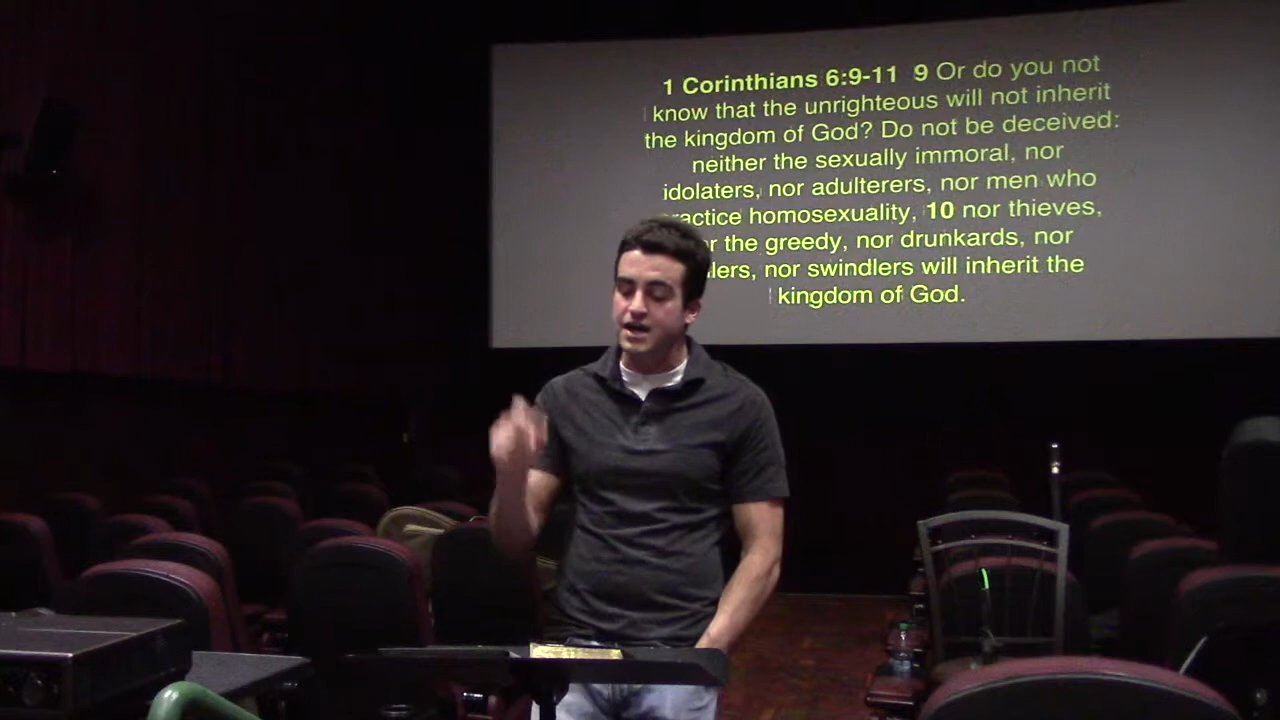 1 Corinthians 6:9-11 9 Or do you not
know that the unrighteous will not inherit
the kingdom of God? Do not be deceived:
neither the sexually immoral, nor
idolaters, nor adulterers, nor men who
homosexuality, 10 nor thieves,
the greedy, nor drunkards, nor
nor swindlers will inherit the
kingdom of God.